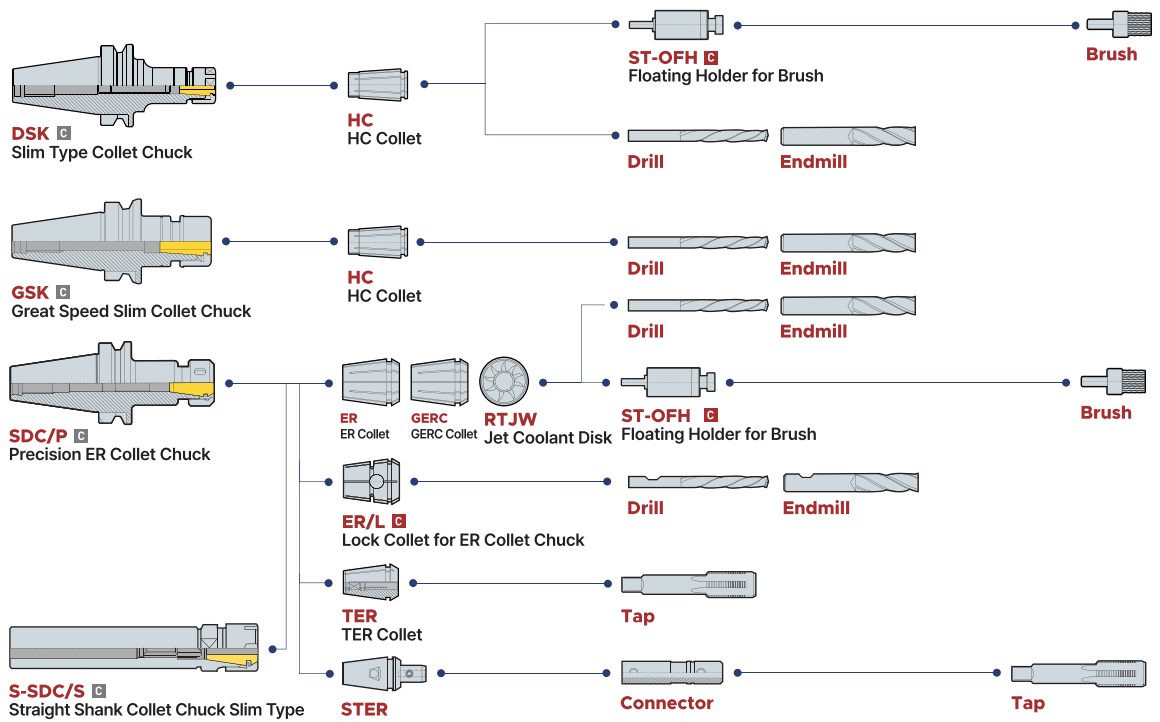 ST-OFH C
Floating Holder for Brush
Brush
DSK C
Slim Type Collet Chuck
HC
HC Collet
Drill
Endmill
GSK C
Great Speed Slim Collet Chuck
HC
HC Collet
Drill
Endmill
Drill
Endmill
SDC/P C
Precision ER Collet Chuck
ER
ER Collet
GERC
GERC Collet
RTJW
Jet Coolant Disk
ST-OFH C
Floating Holder for Brush
Brush
ER/L C
Lock Collet for ER Collet Chuck
Drill
Endmill
TER
TER Collet
Tap
S-SDC/S C
Straight Shank Collet Chuck Slim Type
STER
Connector
Tap